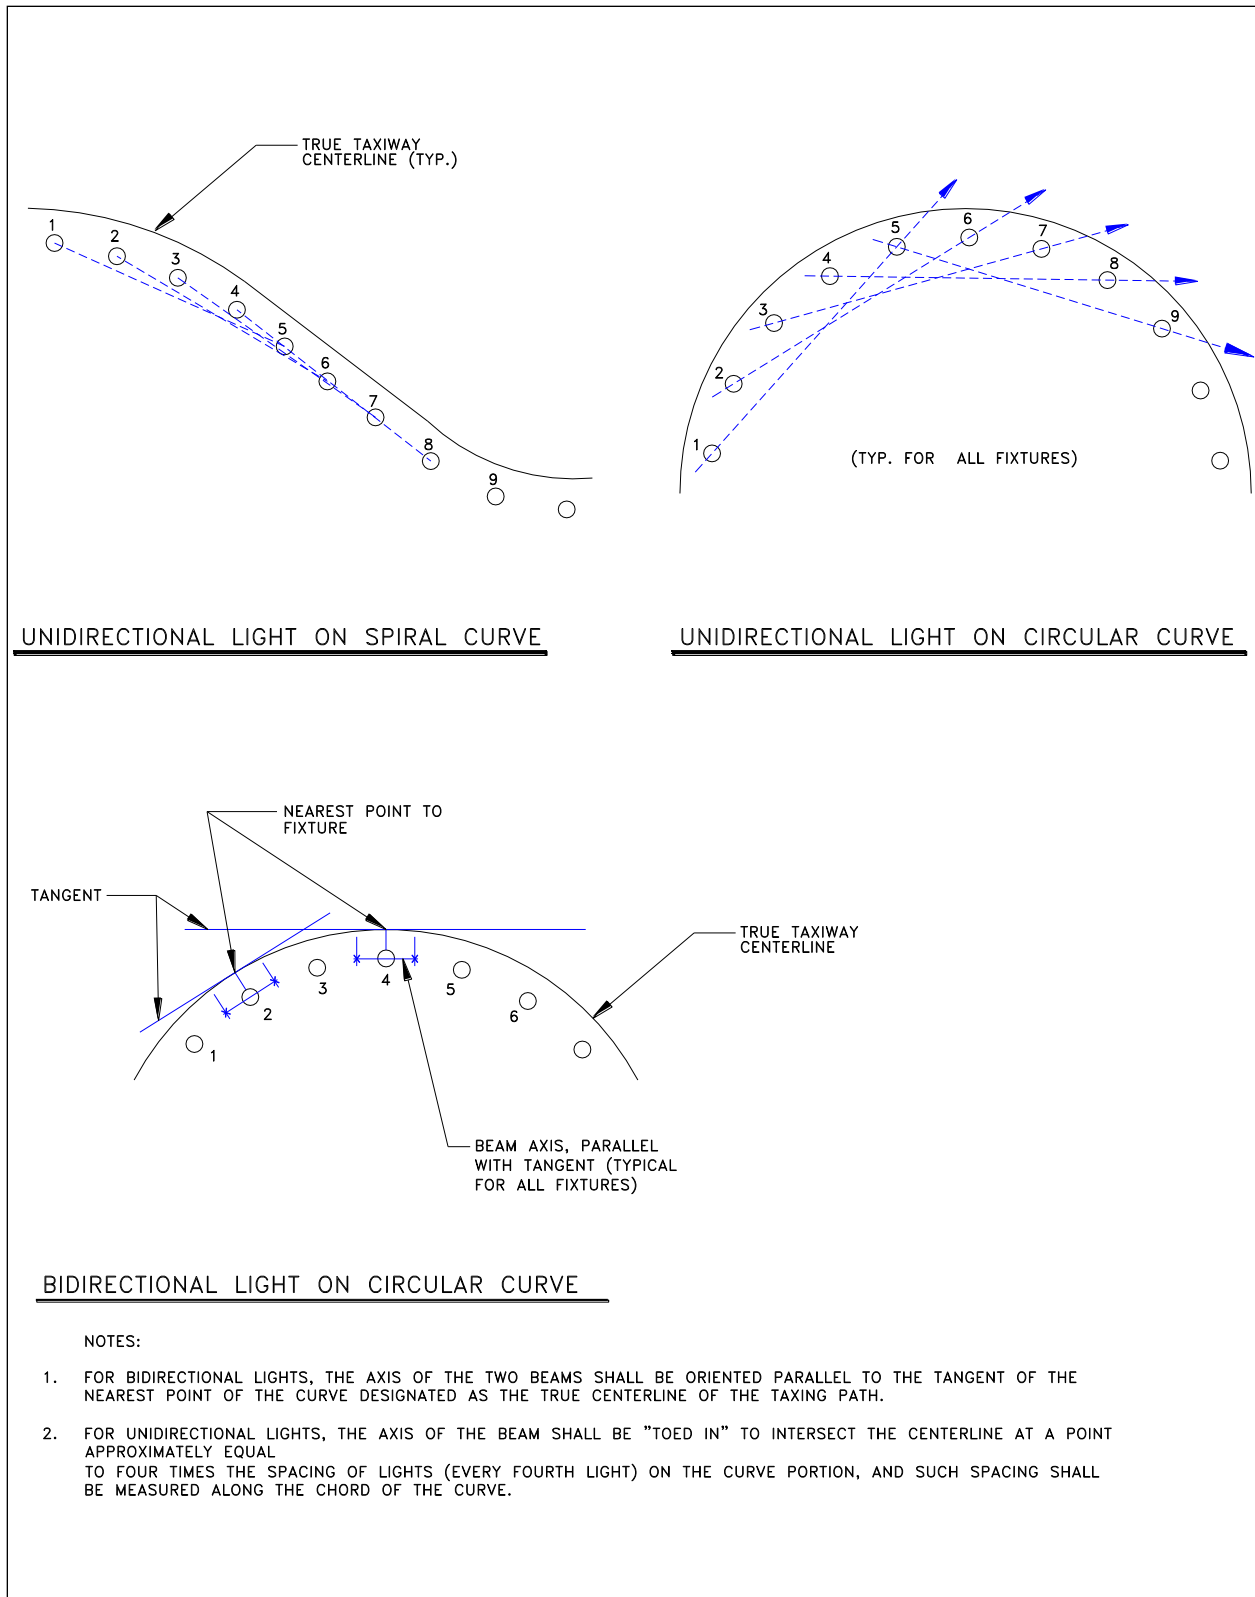 TRUE TAXIWAY
CENTERLINE (TYP.)
1
2
3
4
5
6
7
8
9
UNIDIRECTIONAL LIGHT ON SPIRAL CURVE
1
2
3
4
5
6
7
8
9
(TYP. FOR ALL FIXTURES)
UNIDIRECTIONAL LIGHT ON CIRCULAR CURVE
NEAREST POINT TO
FIXTURE
TANGENT
TRUE TAXIWAY
CENTERLINE
1
2
3
4
5
6
BEAM AXIS, PARALLEL
WITH TANGENT (TYPICAL
FOR ALL FIXTURES)
BIDIRECTIONAL LIGHT ON CIRCULAR CURVE
NOTES:
1. FOR BIDIRECTIONAL LIGHTS, THE AXIS OF THE TWO BEAMS SHALL BE ORIENTED PARALLEL TO THE TANGENT OF THE
NEAREST POINT OF THE CURVE DESIGNATED AS THE TRUE CENTERLINE OF THE TAXING PATH.
2. FOR UNIDIRECTIONAL LIGHTS, THE AXIS OF THE BEAM SHALL BE "TOED IN" TO INTERSECT THE CENTERLINE AT A POINT
APPROXIMATELY EQUAL
TO FOUR TIMES THE SPACING OF LIGHTS (EVERY FOURTH LIGHT) ON THE CURVE PORTION, AND SUCH SPACING SHALL
BE MEASURED ALONG THE CHORD OF THE CURVE.